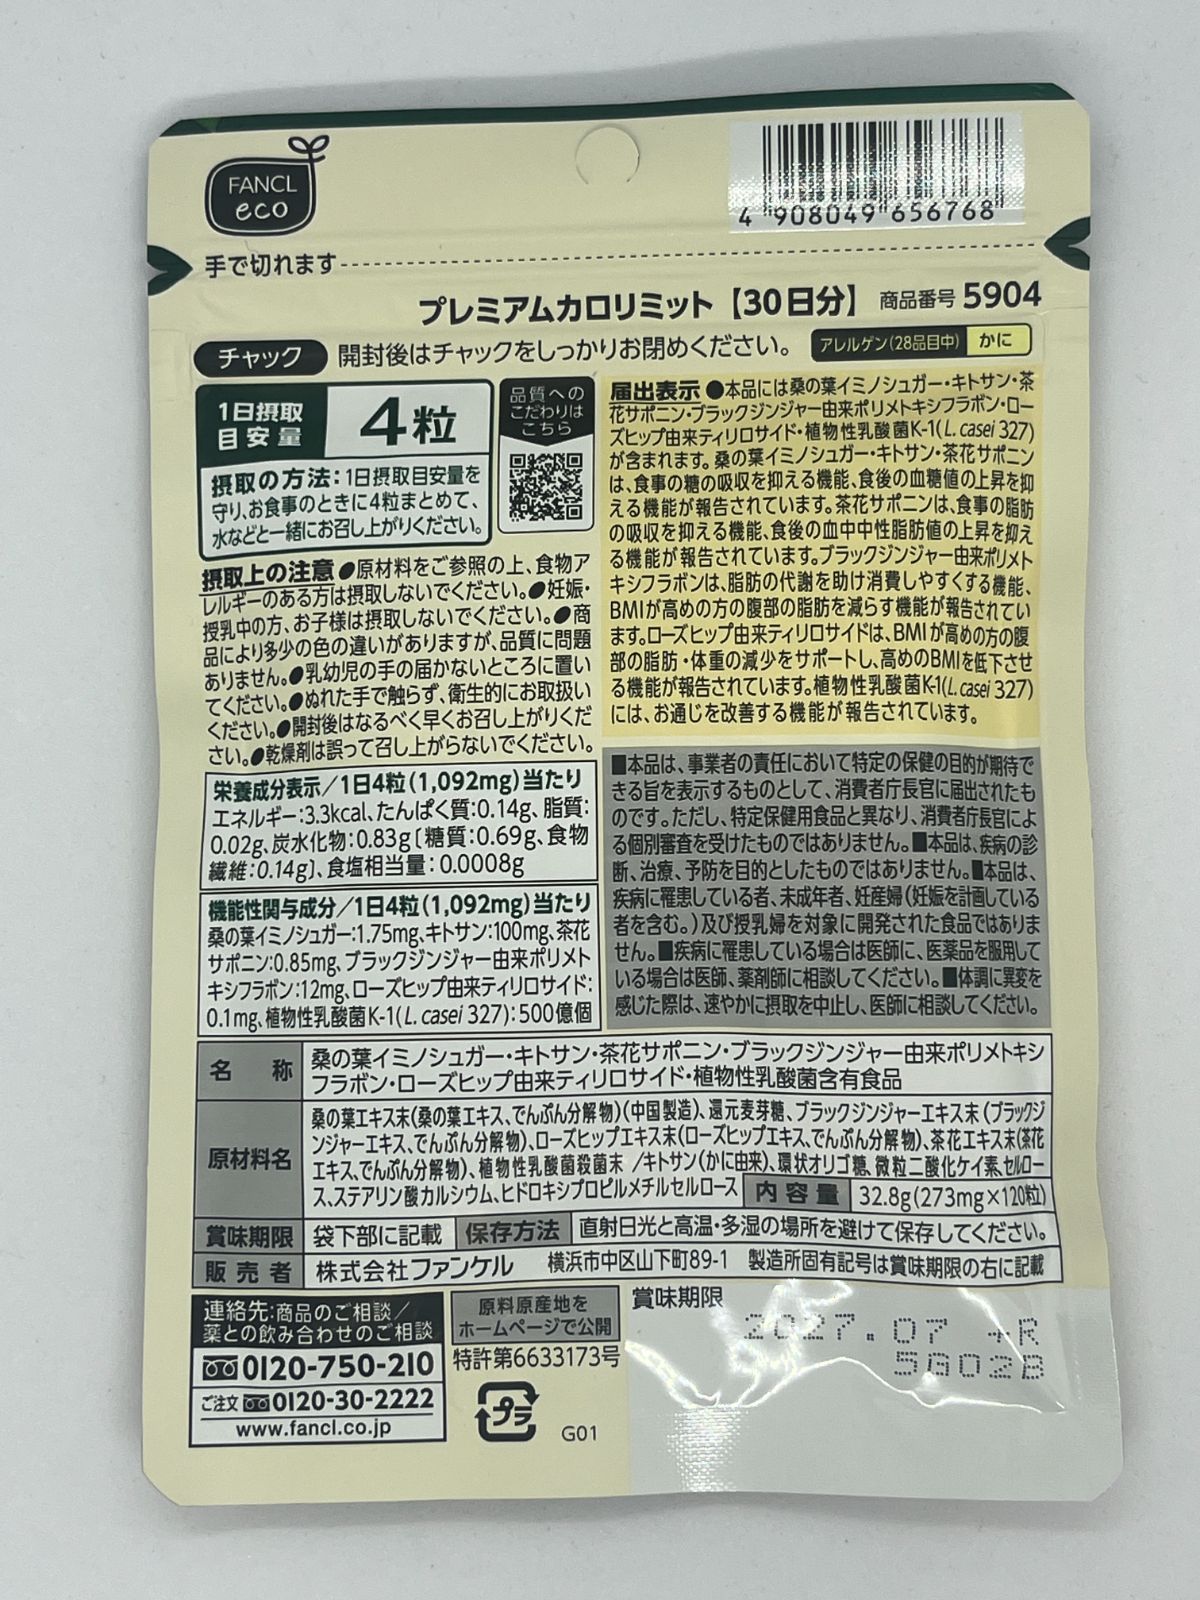 FANCL
eco
4 908049 656768
手で切れます
プレミアムカロリミット【30日分】 商品番号 5904
チャック 開封後はチャックをしっかりお閉めください。 アレルゲン(28品目中) かに
1日摂取
目安量
4粒
摂取の方法:1日摂取目安量を
守り、お食事のときに4粒まとめて、
水などと一緒にお召し上がりください。
品質への
こだわりは
こちら
摂取上の注意 ●原材料をご参照の上、食物ア
レルギーのある方は摂取しないでください。●妊娠・
授乳中の方、お子様は摂取しないでください。●商
品により多少の色の違いがありますが、品質に問題
ありません。●乳幼児の手の届かないところに置い
てください。●ぬれた手で触らず、衛生的にお取扱い
ください。●開封後はなるべく早くお召し上がりくだ
さい。●乾燥剤は誤って召し上がらないでください。
栄養成分表示/1日4粒(1,092mg)当たり
エネルギー:3.3kcal、たんぱく質:0.14g、脂質:
0.02g、炭水化物:0.83g〔糖質:0.69g、食物
繊維:0.14g〕、食塩相当量:0.0008g
機能性関与成分/1日4粒(1,092mg)当たり
桑の葉イミノシュガー:1.75mg、キトサン:100mg、茶花
サポニン:0.85mg、ブラックジンジャー由来ポリメト
キシフラボン:12mg、ローズヒップ由来ティリロサイド:
0.1mg、植物性乳酸菌K-1(L. casei 327):500億個
届出表示 ●本品には桑の葉イミノシュガー・キトサン・茶
花サポニン・ブラックジンジャー由来ポリメトキシフラボン・ロー
ズヒップ由来ティリロサイド・植物性乳酸菌K-1(L. casei 327)
が含まれます。桑の葉イミノシュガー・キトサン・茶花サポニン
は、食事の糖の吸収を抑える機能、食後の血糖値の上昇を抑
える機能が報告されています。茶花サポニンは、食事の脂肪
の吸収を抑える機能、食後の血中中性脂肪値の上昇を抑え
る機能が報告されています。ブラックジンジャー由来ポリメト
キシフラボンは、脂肪の代謝を助け消費しやすくする機能、
BMIが高めの方の腹部の脂肪を減らす機能が報告されてい
ます。ローズヒップ由来ティリロサイドは、BMIが高めの方の腹
部の脂肪・体重の減少をサポートし、高めのBMIを低下させ
る機能が報告されています。植物性乳酸菌K-1(L. casei 327)
には、お通じを改善する機能が報告されています。
■本品は、事業者の責任において特定の保健の目的が期待で
きる旨を表示するものとして、消費者庁長官に届出されたも
のです。ただし、特定保健用食品と異なり、消費者庁長官によ
る個別審査を受けたものではありません。■本品は、疾病の診
断、治療、予防を目的としたものではありません。■本品は、
疾病に罹患している者、未成年者、妊産婦(妊娠を計画している
者を含む。)及び授乳婦を対象に開発された食品ではありま
せん。■疾病に罹患している場合は医師に、医薬品を服用して
いる場合は医師、薬剤師に相談してください。■体調に異変を
感じた際は、速やかに摂取を中止し、医師に相談してください。
名 称 桑の葉イミノシュガー・キトサン・茶花サポニン・ブラックジンジャー由来ポリメトキシ
フラボン・ローズヒップ由来ティリロサイド・植物性乳酸菌含有食品
原材料名 桑の葉エキス末(桑の葉エキス、でんぷん分解物)(中国製造)、還元麦芽糖、ブラックジンジャーエキス末(ブラックジ
ンジャーエキス、でんぷん分解物)、ローズヒップエキス末(ローズヒップエキス、でんぷん分解物)、茶花エキス末(茶花
エキス、でんぷん分解物)、植物性乳酸菌殺菌末/キトサン(かに由来)、環状オリゴ糖、微粒二酸化ケイ素、セルロー
ス、ステアリン酸カルシウム、ヒドロキシプロピルメチルセルロース 内容量 32.8g(273mg×120粒)
賞味期限 袋下部に記載 保存方法 直射日光と高温・多湿の場所を避けて保存してください。
販売者 株式会社ファンケル 横浜市中区山下町89-1 製造所固有記号は賞味期限の右に記載
連絡先:商品のご相談/
薬との飲み合わせのご相談
0120-750-210
ご注文 0120-30-2222
www.fancl.co.jp
原料原産地を
ホームページで公開
特許第6633173号
プラ
G01
賞味期限
2027.07 +R
5G02B